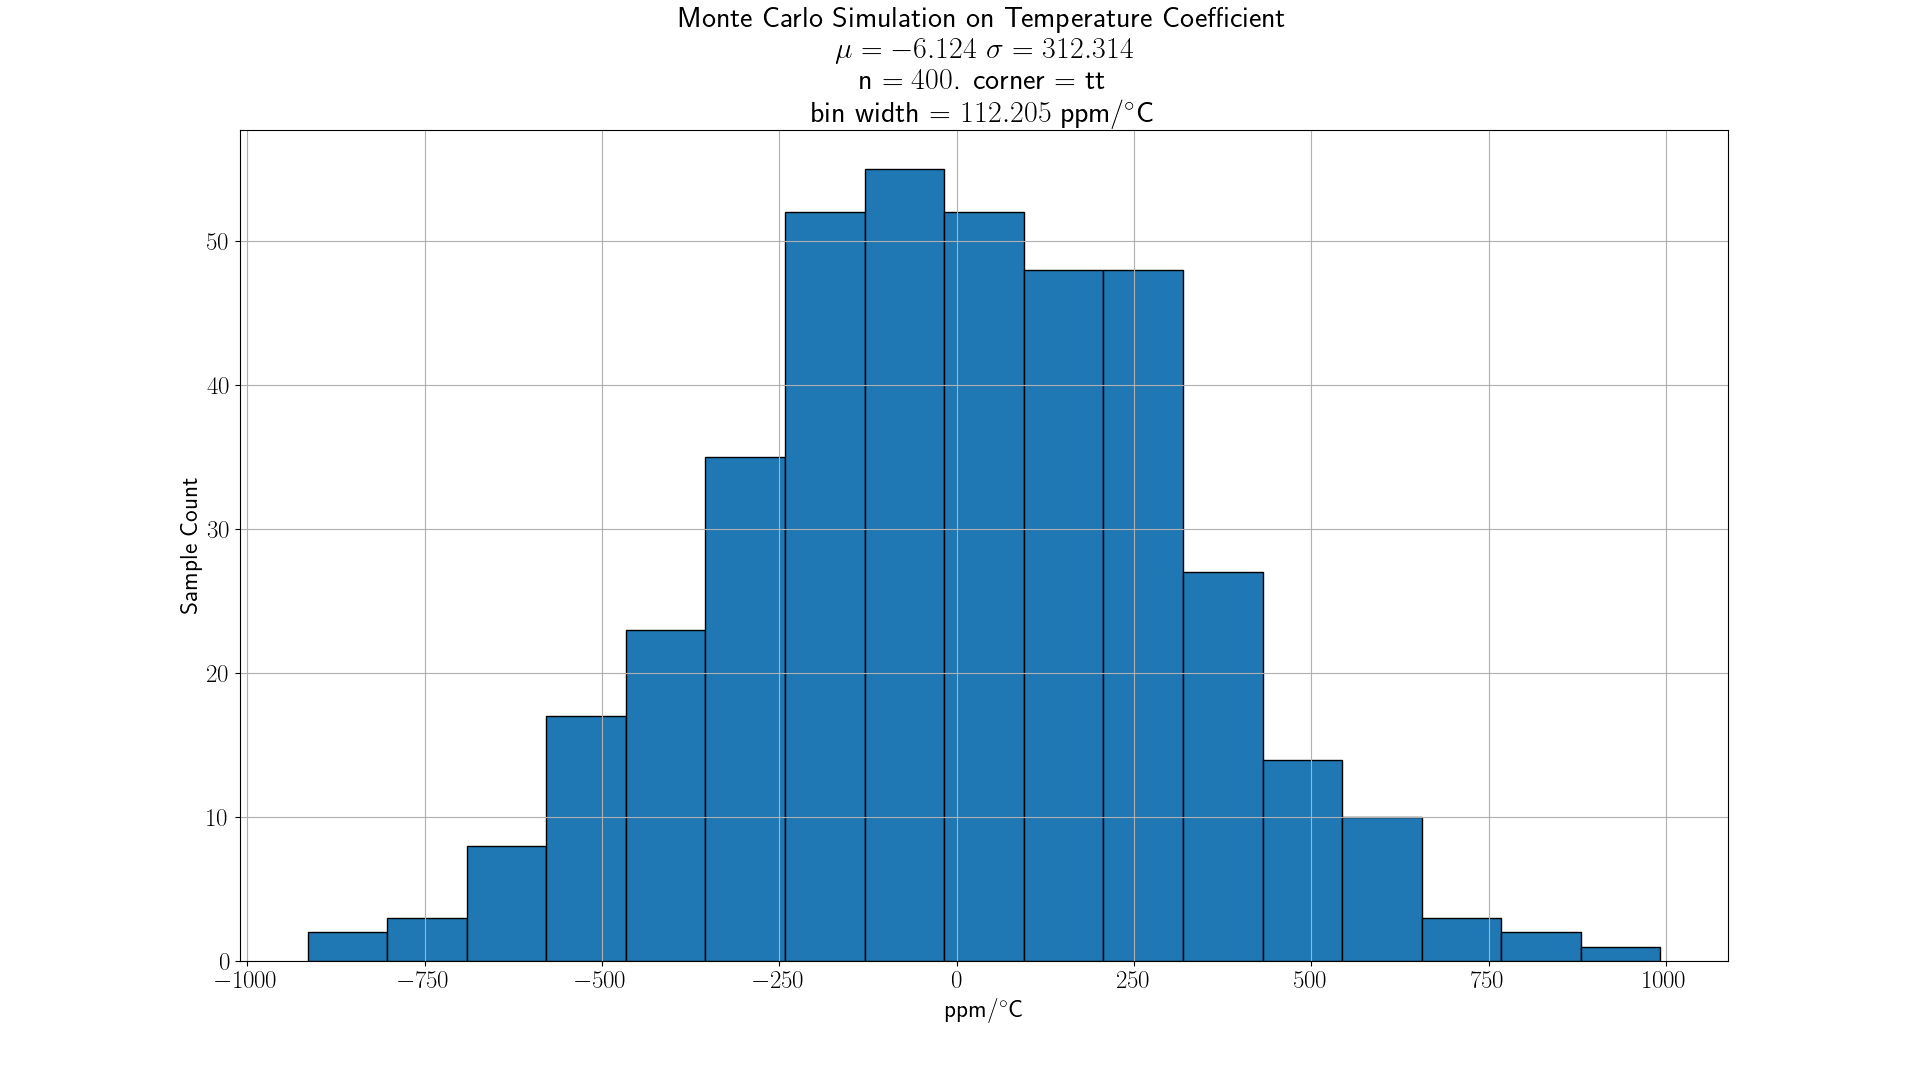 Monte Carlo Simulation on Temperature Coefficient
μ = −6.124 σ = 312.314
n = 400. corner = tt
bin width = 112.205 ppm/°C
50
40
30
20
10
0
Sample Count
−1000 −750 −500 −250 0 250 500 750 1000
ppm/°C